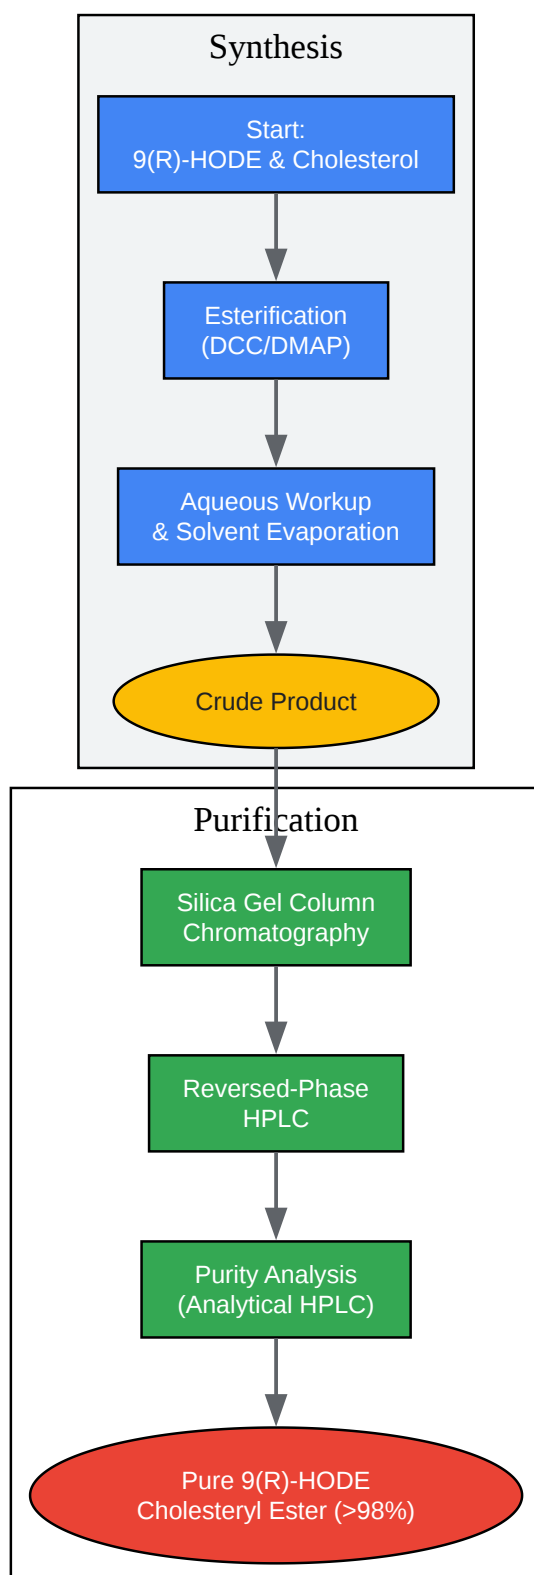 Synthesis
Start:
9(R)-HODE & Cholesterol
Esterification
(DCC/DMAP)
Aqueous Workup
& Solvent Evaporation
Crude Product
Purification
Silica Gel Column
Chromatography
Reversed-Phase
HPLC
Purity Analysis
(Analytical HPLC)
Pure 9(R)-HODE
Cholesteryl Ester (>98%)